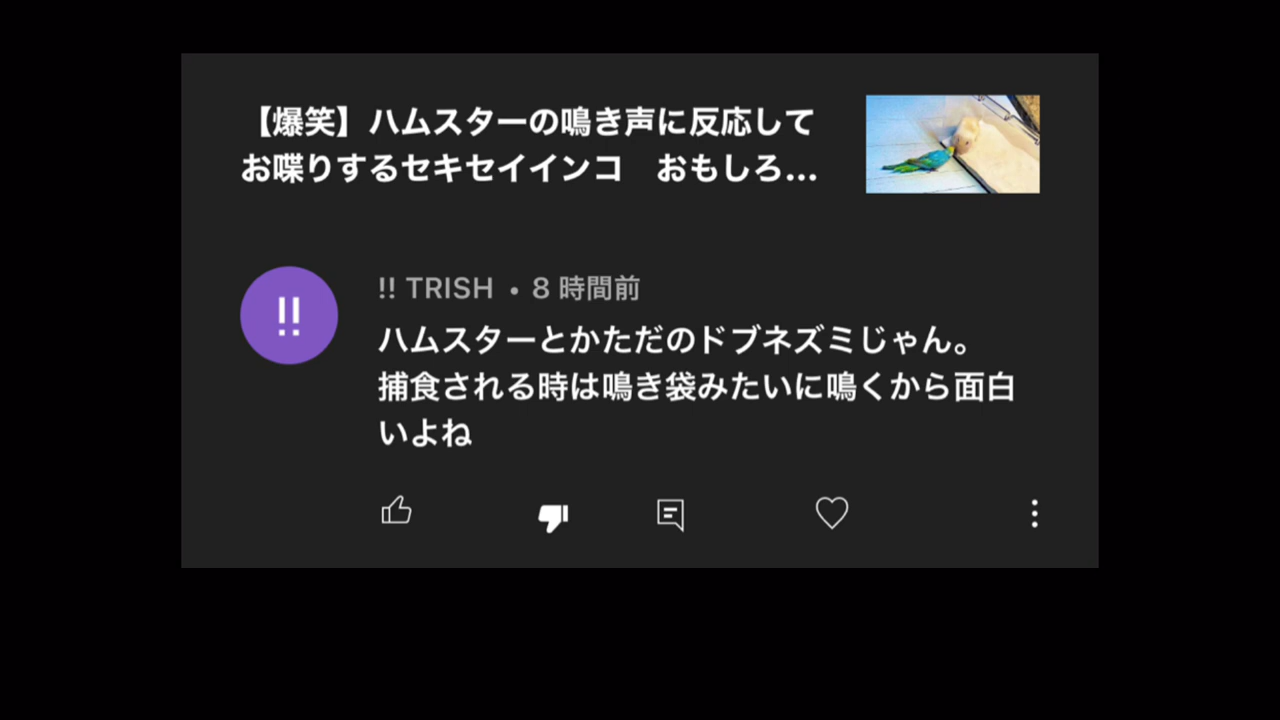 【爆笑】ハムスターの鳴き声に反応して
お喋りするセキセイインコ　おもしろ…
!!
!! TRISH • 8 時間前
ハムスターとかただのドブネズミじゃん。
捕食される時は鳴き袋みたいに鳴くから面白
いよね